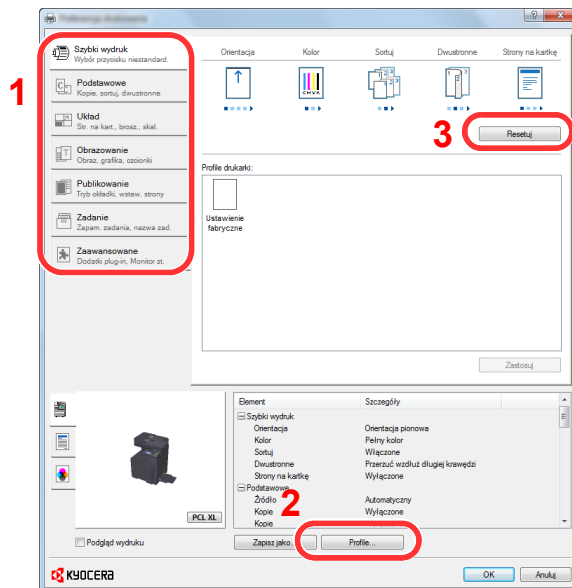 Szybki wydruk
Wybór przycisku niestandard.
Podstawowe
Kopie, sortuj, dwustronne
Układ
Str. na kart., brosz., skal.
Obrazowanie
Obraz, grafika, czcionki
Publikowanie
Tryb okładki, wstaw. strony
Zadanie
Zapam. zadania, nazwa zad.
Zaawansowane
Dodatki plug-in, Monitor st.
1
Orientacja Kolor Sortuj Dwustronne Strony na kartkę
CMYK
3
Resetuj
Profile drukarki:
Ustawienie
fabryczne
Zastosuj
Element Szczegóły
Szybki wydruk
Orientacja Orientacja pionowa
Kolor Pełny kolor
Sortuj Włączone
Dwustronne Przerzuć wzdłuż długiej krawędzi
Strony na kartkę Wyłączone
Podstawowe
Źródło Automatyczny
Kopie Wyłączone
Kopie Wyłączone
2
PCL XL
Podgląd wydruku
Zapisz jako...
Profile...
KYOCERA
OK Anuluj